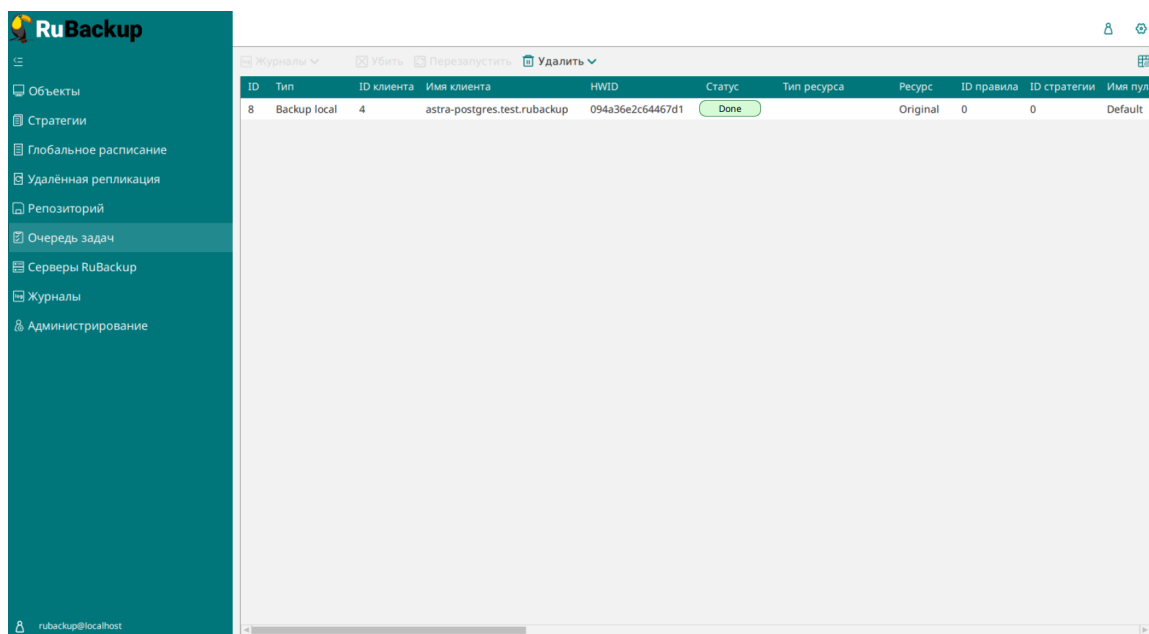 RuBackup
Журналы Убить Перезапустить Удалить
ID Тип ID клиента Имя клиента HWID Статус Тип ресурса Ресурс ID правила ID стратегии Имя пул
8 Backup local 4 astra-postgres.test.rubackup 094a36e2c64467d1 Done Original 0 0 Default
Объекты
Стратегии
Глобальное расписание
Удалённая репликация
Репозиторий
Очередь задач
Серверы RuBackup
Журналы
Администрирование
rubackup@localhost